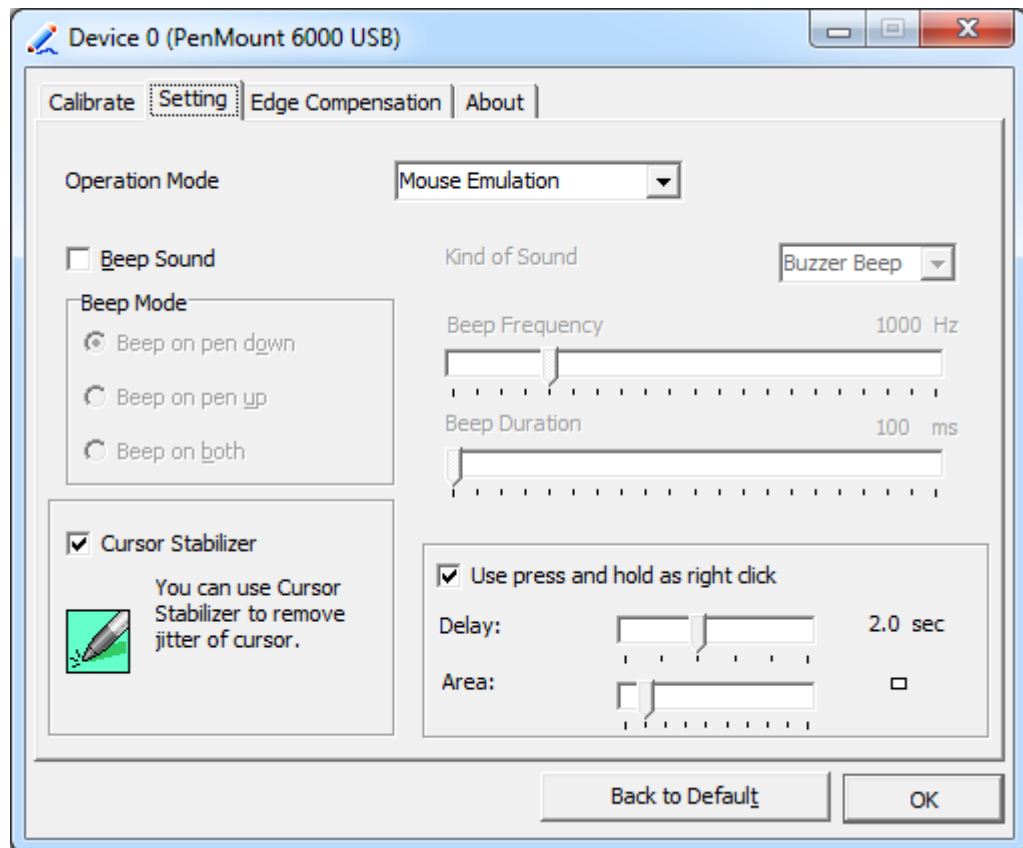 Device 0 (PenMount 6000 USB)
Calibrate Setting Edge Compensation About
Operation Mode Mouse Emulation
Beep Sound
Kind of Sound Buzzer Beep
Beep Mode
Beep on pen down
Beep on pen up
Beep on both
Beep Frequency 1000 Hz
Beep Duration 100 ms
Cursor Stabilizer
You can use Cursor
Stabilizer to remove
jitter of cursor.
Use press and hold as right click
Delay: 2.0 sec
Area:
Back to Default OK